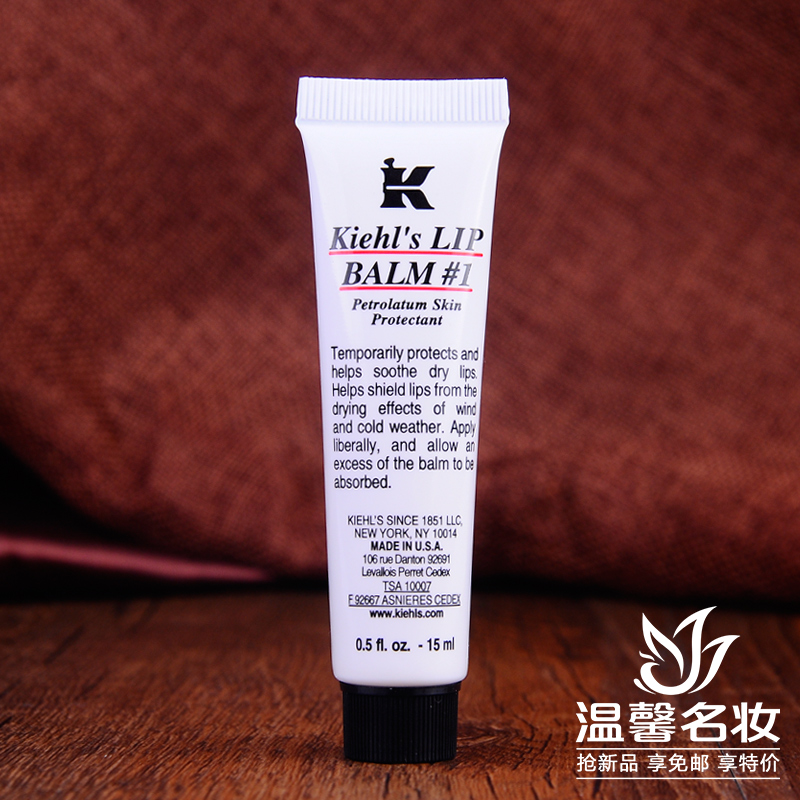 K
Kiehl's LIP
BALM #1
Petrolatum Skin
Protectant
Temporarily protects and
helps soothe dry lips.
Helps shield lips from the
drying effects of wind
and cold weather. Apply
liberally, and allow an
excess of the balm to be
absorbed.
KIEHL'S SINCE 1851 LLC,
NEW YORK, NY 10014
MADE IN U.S.A.
106 rue Danton 92691
Levallois Perret Cedex
TSA 10007
F 92667 ASNIERES CEDEX
www.kiehls.com
0.5 fl. oz. - 15 ml
温馨名妆
抢新品 享免邮 享特价